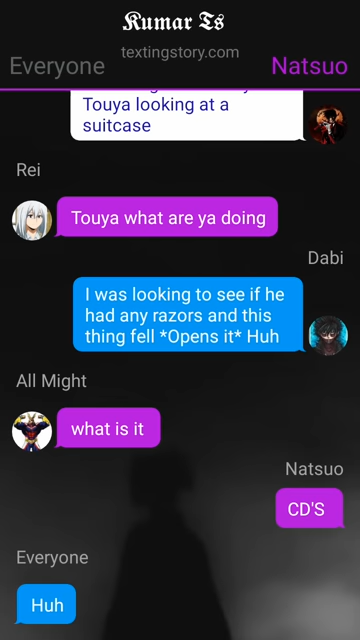 Kumar Ts
textingstory.com
Everyone
Natsuo
Touya looking at a
suitcase
Rei
Touya what are ya doing
Dabi
I was looking to see if he
had any razors and this
thing fell *Opens it* Huh
All Might
what is it
Natsuo
CD'S
Everyone
Huh